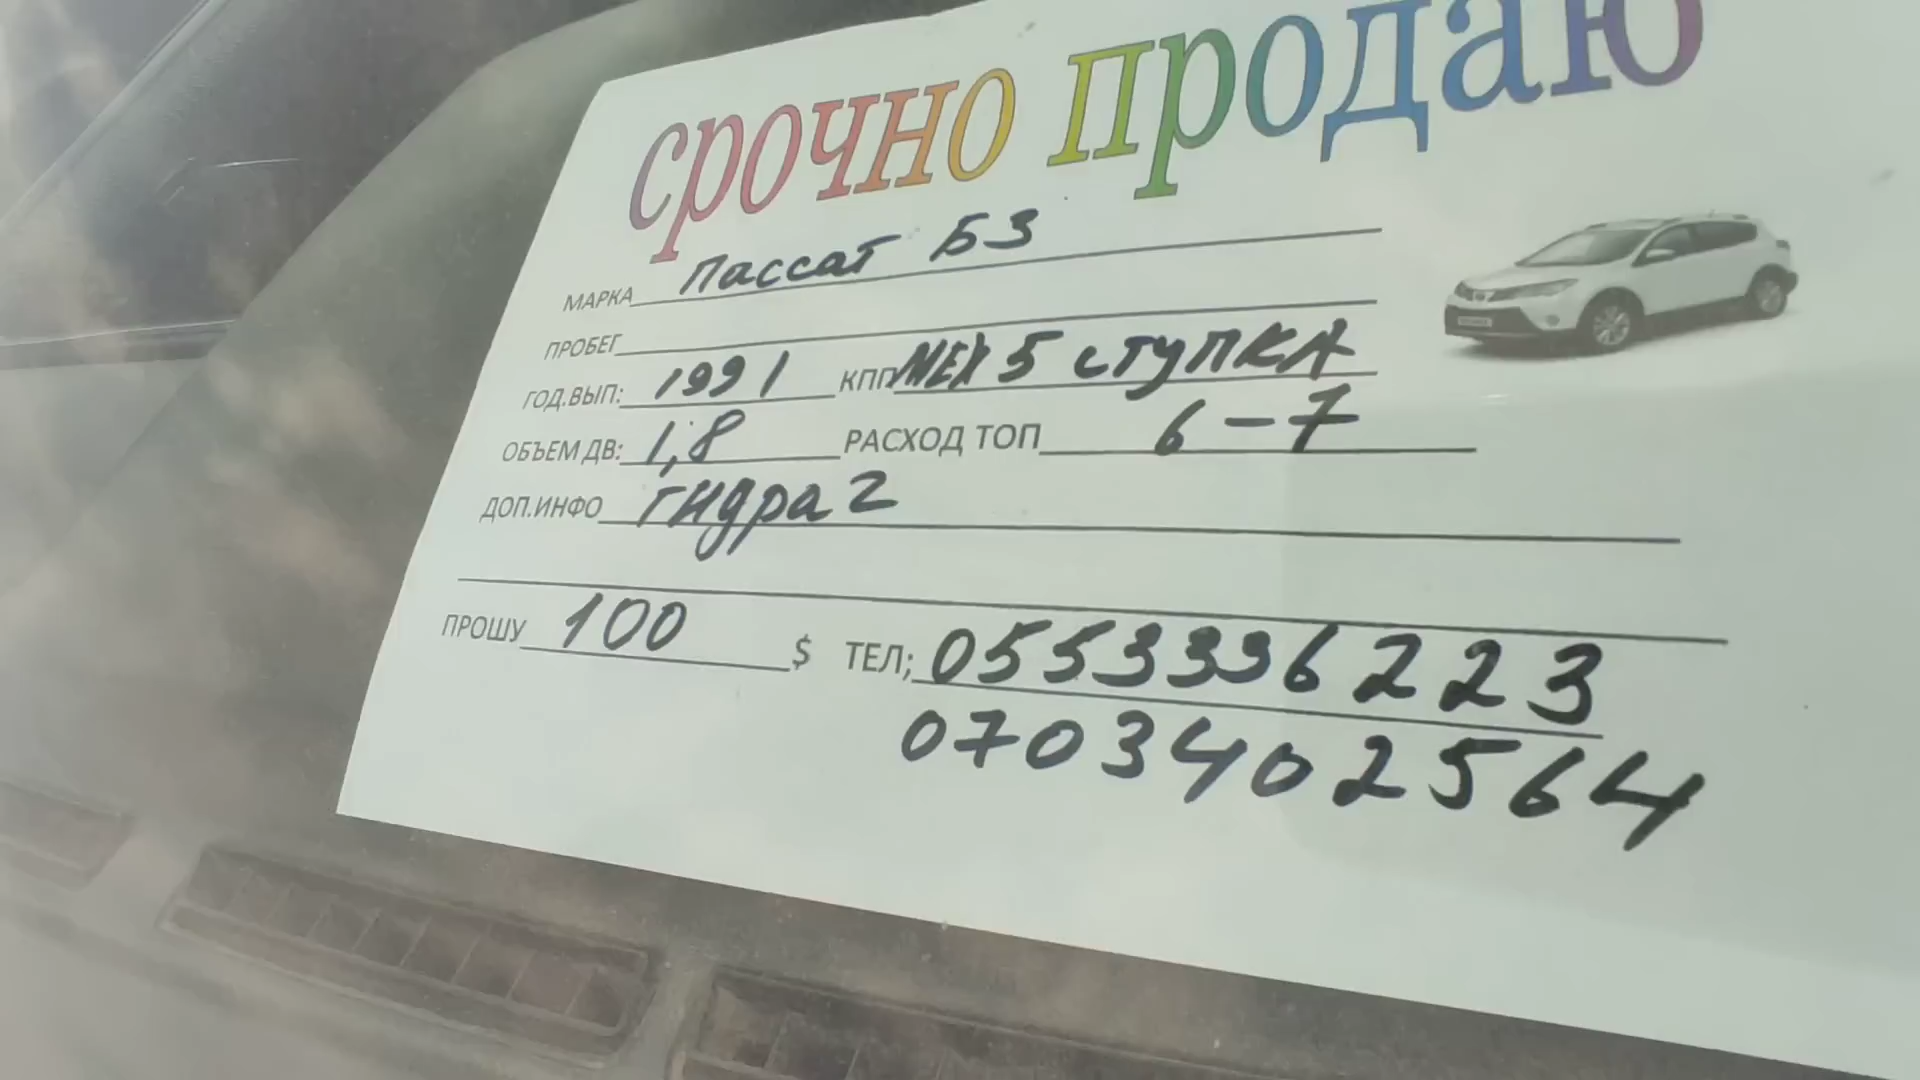 срочно продаю
МАРКА Пассат Б3
ПРОБЕГ
ГОД.ВЫП: 1991 КПП МЕХ 5 ступка
ОБЪЕМ ДВ: 1,8 РАСХОД ТОП 6-7
ДОП.ИНФО гидра 2
ПРОШУ 100 $ ТЕЛ; 0553336223
0703402564